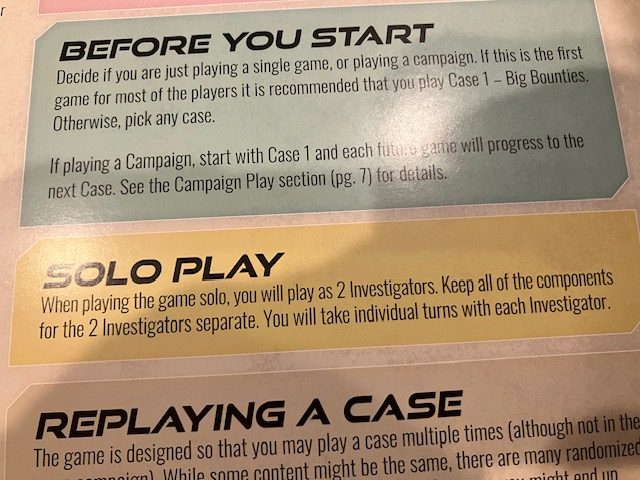 r
BEFORE YOU START
Decide if you are just playing a single game, or playing a campaign. If this is the first
game for most of the players it is recommended that you play Case 1 – Big Bounties.
Otherwise, pick any case.
If playing a Campaign, start with Case 1 and each future game will progress to the
next Case. See the Campaign Play section (pg. 7) for details.
SOLO PLAY
When playing the game solo, you will play as 2 Investigators. Keep all of the components
for the 2 Investigators separate. You will take individual turns with each Investigator.
REPLAYING A CASE
The game is designed so that you may play a case multiple times (although not in the
campaign). While some content might be the same, there are many randomized
might end up